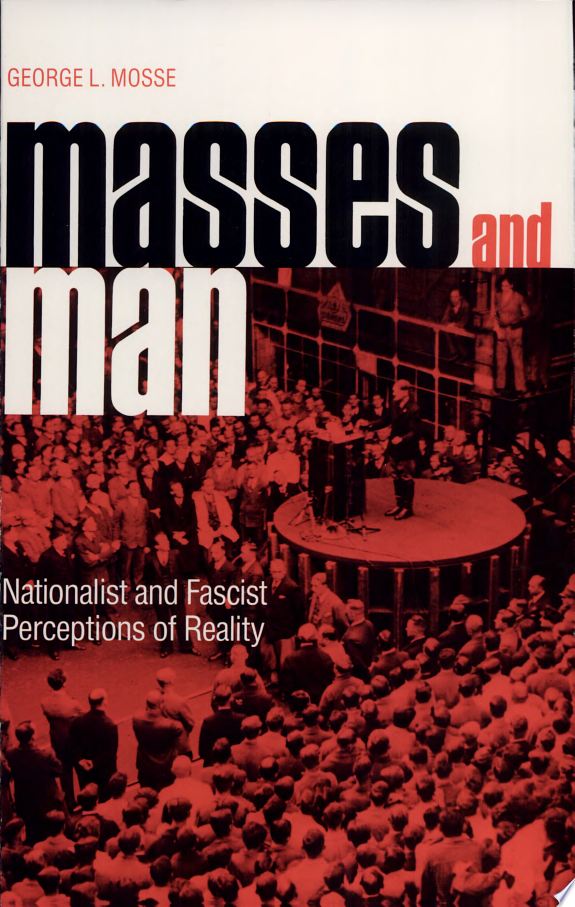 GEORGE L. MOSSE
masses and
man
Nationalist and Fascist
Perceptions of Reality